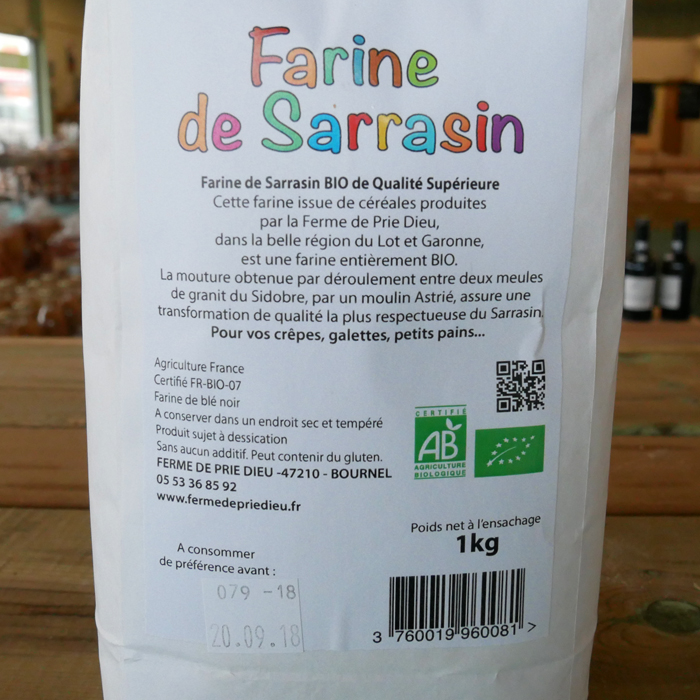 Farine
de Sarrasin
Farine de Sarrasin BIO de Qualité Supérieure
Cette farine issue de céréales produites
par la Ferme de Prie Dieu,
dans la belle région du Lot et Garonne,
est une farine entièrement BIO.
La mouture obtenue par déroulement entre deux meules
de granit du Sidobre, par un moulin Astrié, assure une
transformation de qualité la plus respectueuse du Sarrasin.
Pour vos crêpes, galettes, petits pains...
Agriculture France
Certifié FR-BIO-07
Farine de blé noir
A conserver dans un endroit sec et tempéré
Produit sujet à dessication
Sans aucun additif. Peut contenir du gluten.
FERME DE PRIE DIEU -47210 - BOURNEL
05 53 36 85 92
www.fermedepriedieu.fr
CERTIFIÉ
AB
AGRICULTURE
BIOLOGIQUE
Poids net à l'ensachage
1kg
A consommer
de préférence avant :
079 -18
20.09.18
3 760019 960081 >